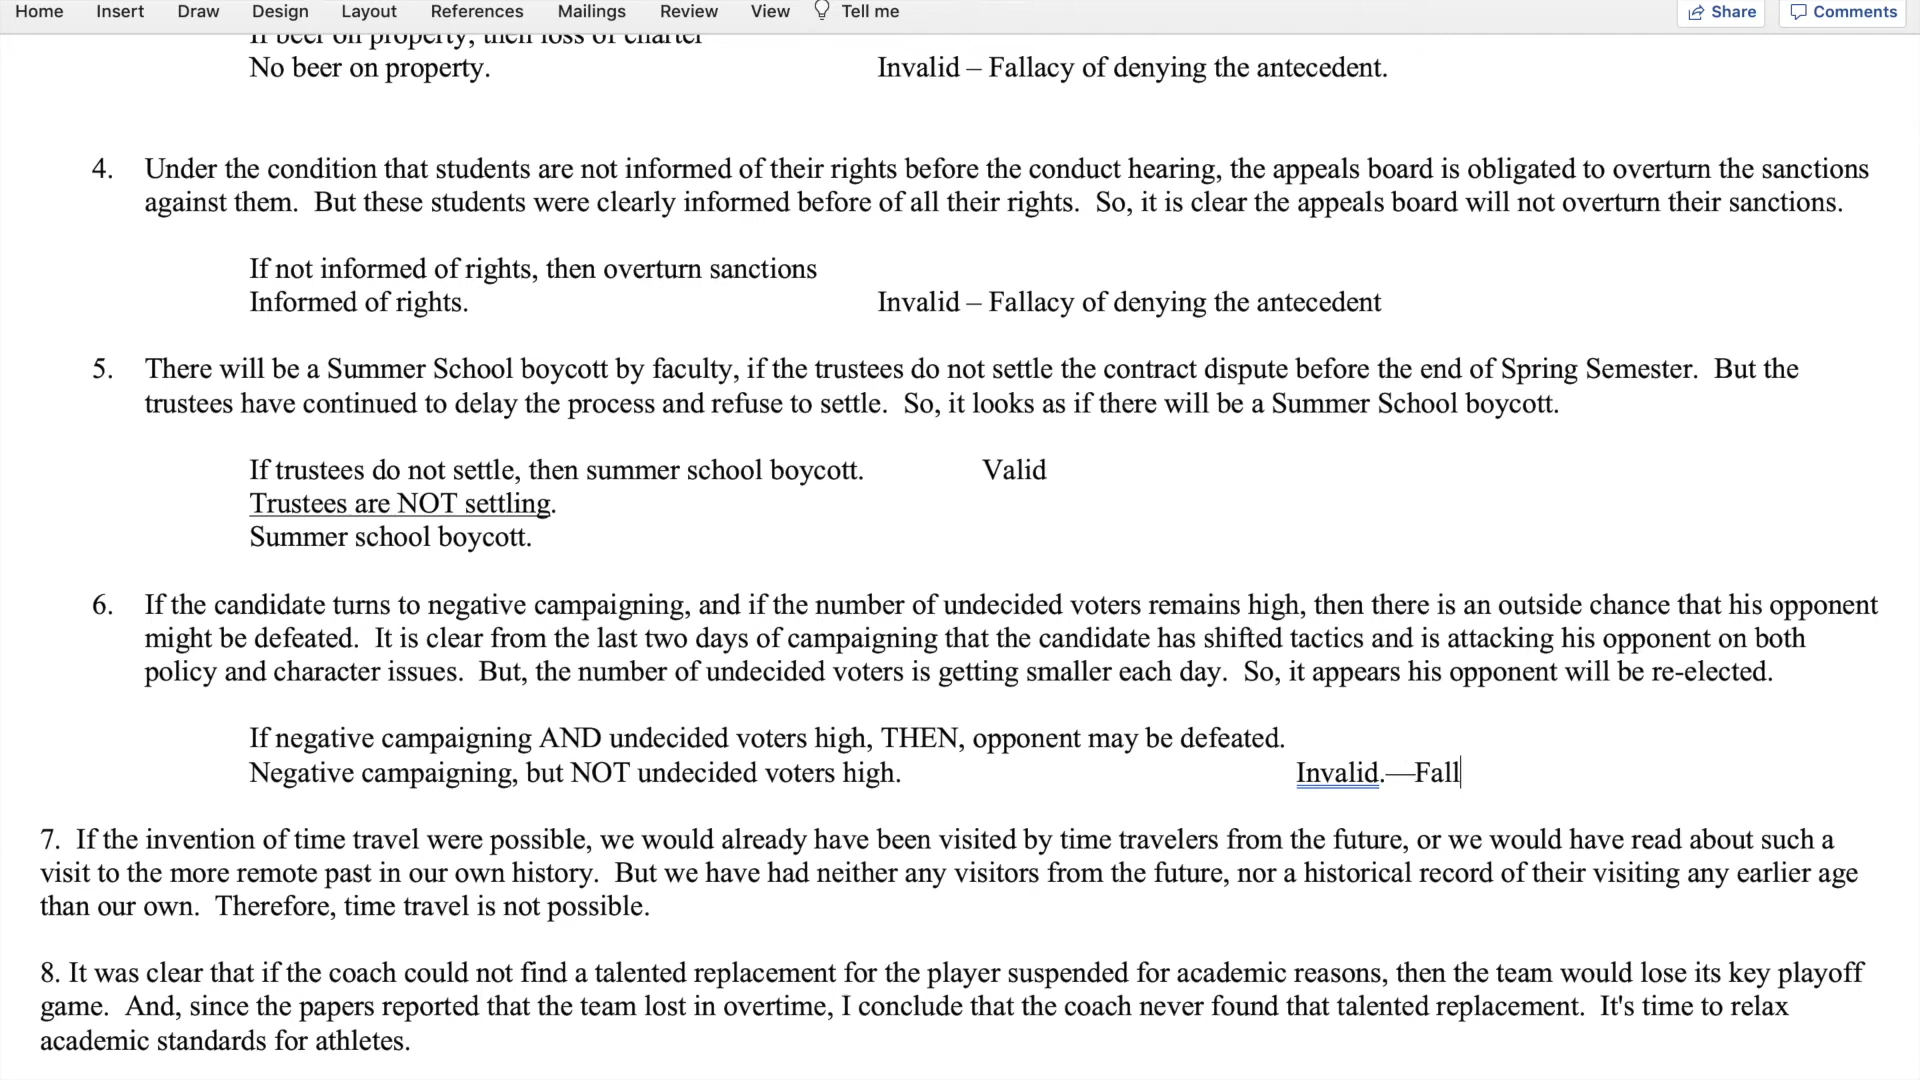 Home Insert Draw Design Layout References Mailings Review View Tell me Share Comments
If beer on property, then loss of charter
No beer on property. Invalid – Fallacy of denying the antecedent.
4. Under the condition that students are not informed of their rights before the conduct hearing, the appeals board is obligated to overturn the sanctions
against them. But these students were clearly informed before of all their rights. So, it is clear the appeals board will not overturn their sanctions.
If not informed of rights, then overturn sanctions
Informed of rights. Invalid – Fallacy of denying the antecedent
5. There will be a Summer School boycott by faculty, if the trustees do not settle the contract dispute before the end of Spring Semester. But the
trustees have continued to delay the process and refuse to settle. So, it looks as if there will be a Summer School boycott.
If trustees do not settle, then summer school boycott. Valid
Trustees are NOT settling.
Summer school boycott.
6. If the candidate turns to negative campaigning, and if the number of undecided voters remains high, then there is an outside chance that his opponent
might be defeated. It is clear from the last two days of campaigning that the candidate has shifted tactics and is attacking his opponent on both
policy and character issues. But, the number of undecided voters is getting smaller each day. So, it appears his opponent will be re-elected.
If negative campaigning AND undecided voters high, THEN, opponent may be defeated.
Negative campaigning, but NOT undecided voters high. Invalid.—Fall
7. If the invention of time travel were possible, we would already have been visited by time travelers from the future, or we would have read about such a
visit to the more remote past in our own history. But we have had neither any visitors from the future, nor a historical record of their visiting any earlier age
than our own. Therefore, time travel is not possible.
8. It was clear that if the coach could not find a talented replacement for the player suspended for academic reasons, then the team would lose its key playoff
game. And, since the papers reported that the team lost in overtime, I conclude that the coach never found that talented replacement. It's time to relax
academic standards for athletes.